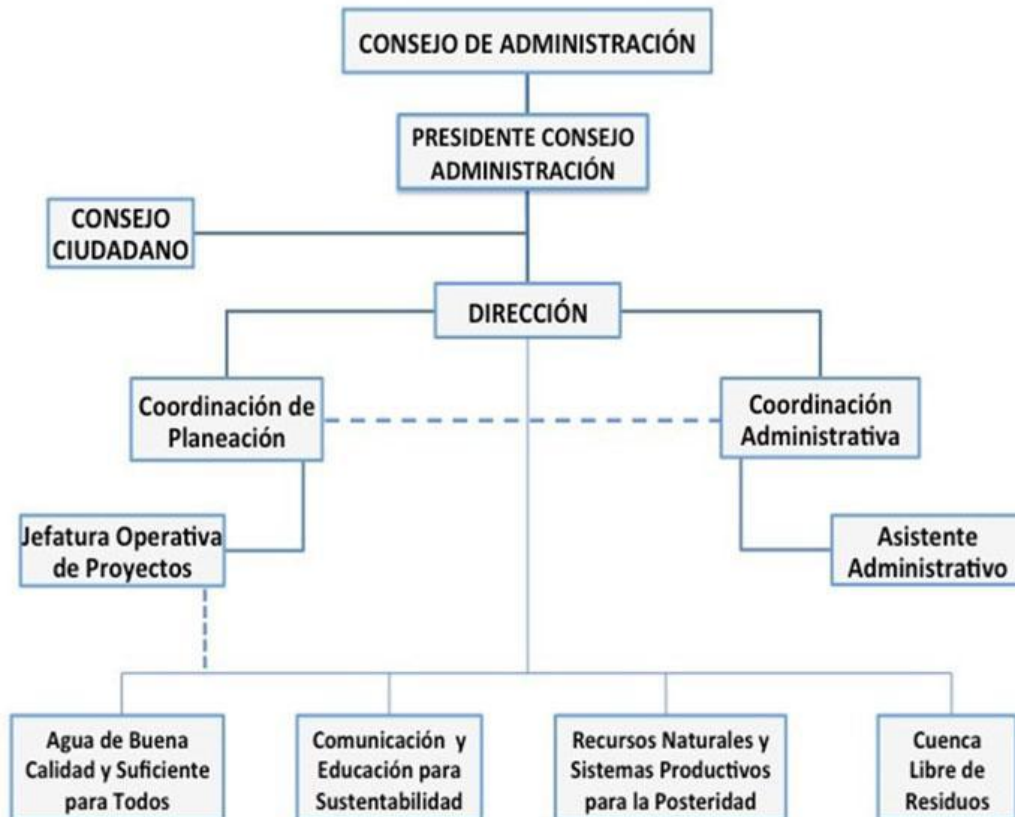 CONSEJO DE ADMINISTRACIÓN
PRESIDENTE CONSEJO
ADMINISTRACIÓN
CONSEJO
CIUDADANO
DIRECCIÓN
Coordinación de
Planeación
Coordinación
Administrativa
Jefatura Operativa
de Proyectos
Asistente
Administrativo
Agua de Buena
Calidad y Suficiente
para Todos
Comunicación y
Educación para
Sustentabilidad
Recursos Naturales y
Sistemas Productivos
para la Posteridad
Cuenca
Libre de
Residuos